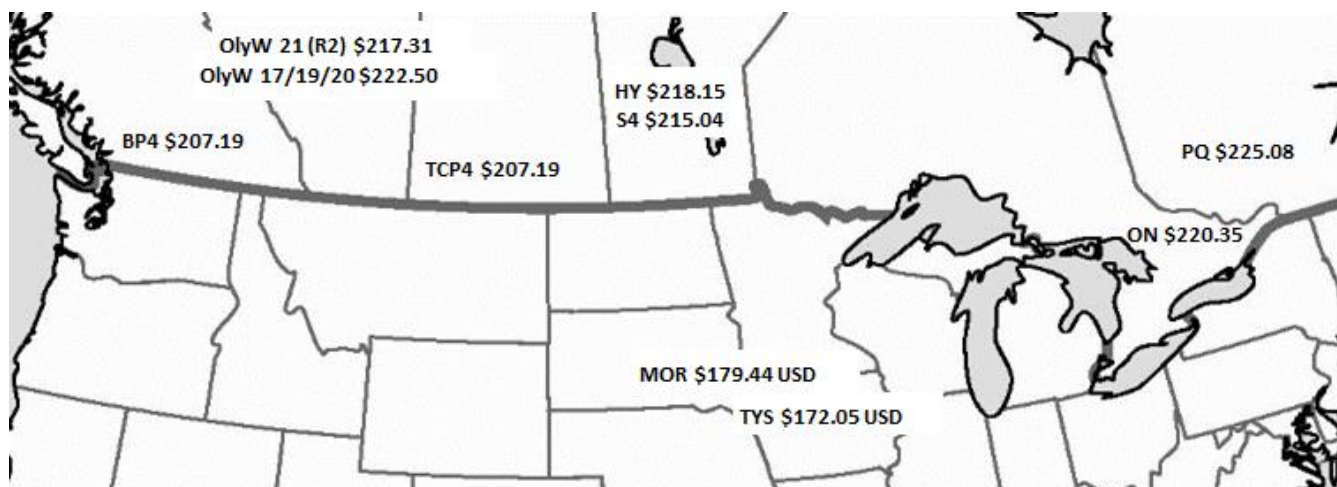 OlyW 21 (R2) $217.31
OlyW 17/19/20 $222.50
HY $218.15
S4 $215.04
BP4 $207.19
TCP4 $207.19
PQ $225.08
ON $220.35
MOR $179.44 USD
TYS $172.05 USD